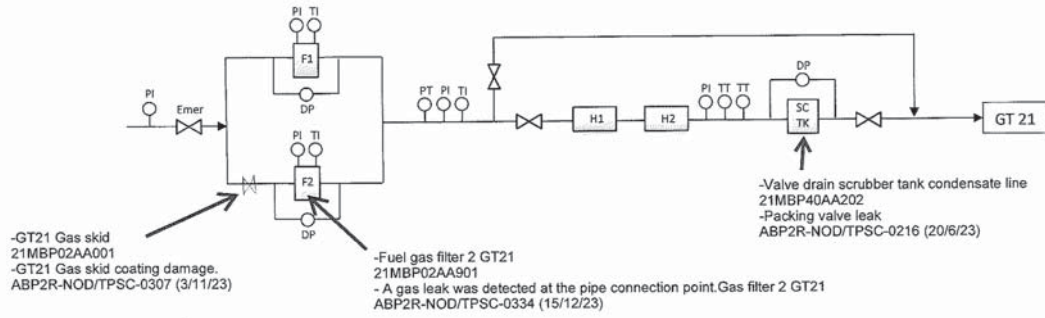 PI TI
F1
DP
PI
Emer
PI TI
F2
DP
PT PI TI
H1
H2
PI TT TT
DP
SC
TK
GT 21
-GT21 Gas skid
21MBP02AA001
-GT21 Gas skid coating damage.
ABP2R-NOD/TPSC-0307 (3/11/23)
-Fuel gas filter 2 GT21
21MBP02AA901
- A gas leak was detected at the pipe connection point.Gas filter 2 GT21
ABP2R-NOD/TPSC-0334 (15/12/23)
-Valve drain scrubber tank condensate line
21MBP40AA202
-Packing valve leak
ABP2R-NOD/TPSC-0216 (20/6/23)